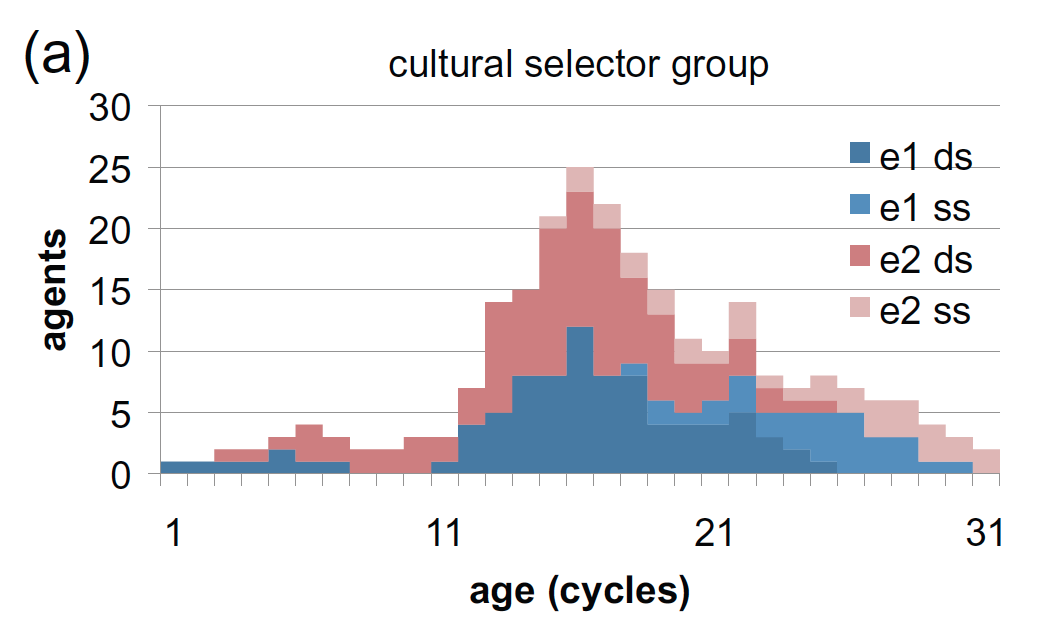 (a)
cultural selector group
30
25
20
15
10
5
0
agents
e1 ds
e1 ss
e2 ds
e2 ss
1 11 21 31
age (cycles)